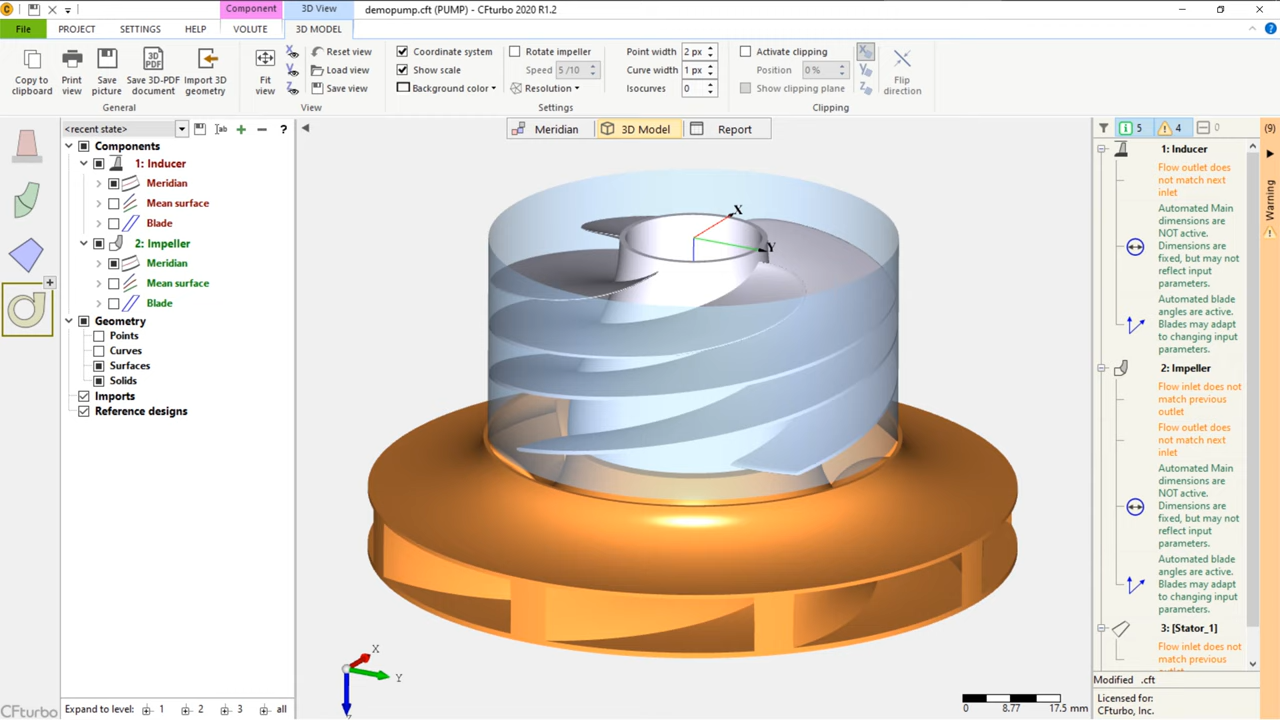 Component
3D View
demopump.cft (PUMP) - CFturbo 2020 R1.2
File
PROJECT
SETTINGS
HELP
VOLUTE
3D MODEL
Copy to clipboard
Print view
Save picture
Save 3D-PDF document
Import 3D geometry
General
Fit view
X
Y
Z
Reset view
Load view
Save view
View
Coordinate system
Show scale
Background color
Rotate impeller
Speed 5 /10
Resolution
Point width 2 px
Curve width 1 px
Isocurves 0
Settings
Activate clipping
Position 0 %
Show clipping plane
Flip direction
Clipping
<recent state>
ab
?
Components
1: Inducer
Meridian
Mean surface
Blade
2: Impeller
Meridian
Mean surface
Blade
Geometry
Points
Curves
Surfaces
Solids
Imports
Reference designs
Expand to level: 1 2 3 all
CFturbo
Meridian
3D Model
Report
X
Y
X
Y
0 8.77 17.5 mm
5
4
0
(9)
Warning
1: Inducer
Flow outlet does
not match next
inlet
Automated Main
dimensions are
NOT active.
Dimensions are
fixed, but may not
reflect input
parameters.
Automated blade
angles are active.
Blades may adapt
to changing input
parameters.
2: Impeller
Flow inlet does
not match previous
outlet
Flow outlet does
not match next
inlet
Automated Main
dimensions are
NOT active.
Dimensions are
fixed, but may not
reflect input
parameters.
Automated blade
angles are active.
Blades may adapt
to changing input
parameters.
3: [Stator_1]
Flow inlet does
not match previous
Modified .cft
Licensed for:
CFturbo, Inc.